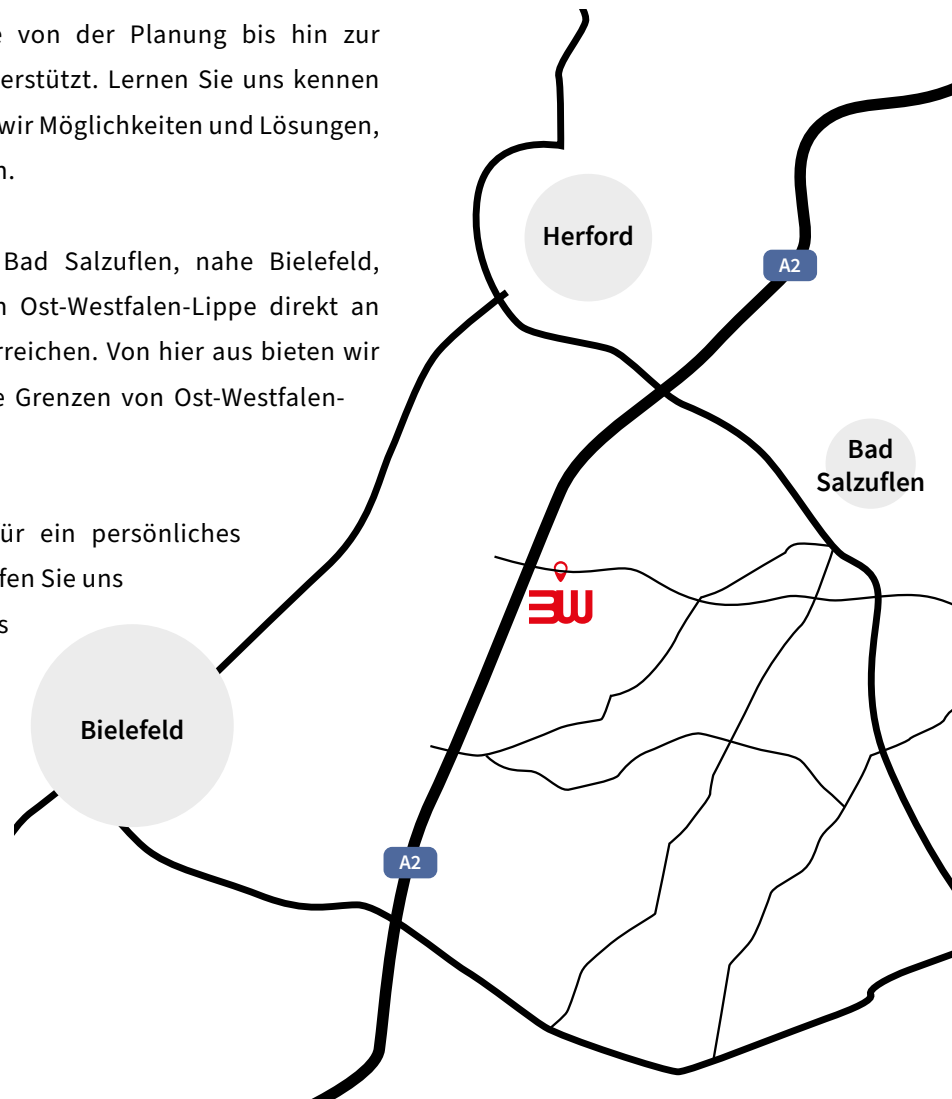 von der Planung bis hin zur
erstützt. Lernen Sie uns kennen
wir Möglichkeiten und Lösungen,
n.
Bad Salzuflen, nahe Bielefeld,
n Ost-Westfalen-Lippe direkt an
rreichen. Von hier aus bieten wir
e Grenzen von Ost-Westfalen-
ür ein persönliches
fen Sie uns
s
Herford
A2
Bad
Salzuflen
3W
Bielefeld
A2